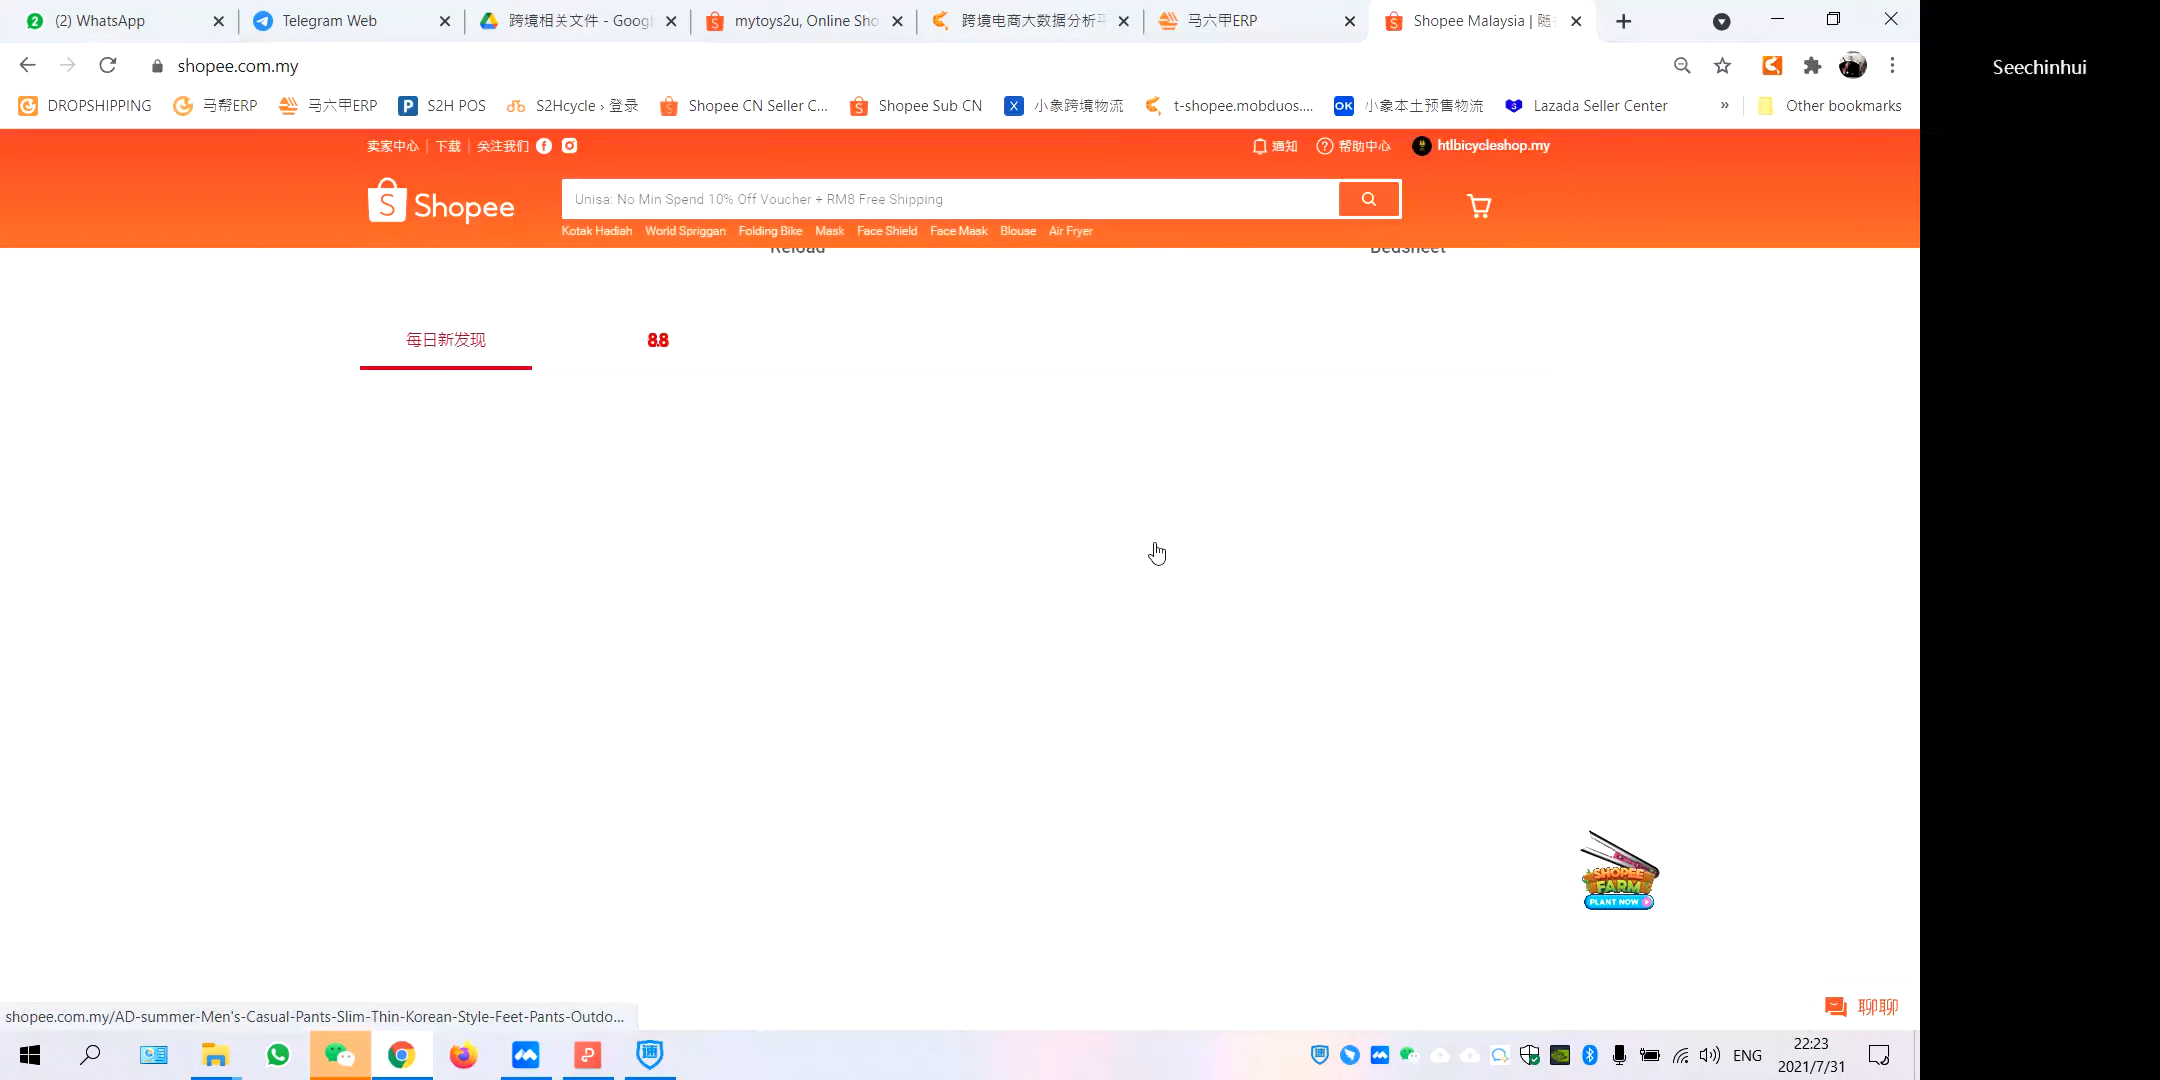 (2) WhatsApp
Telegram Web
跨境相关文件 - Googl
mytoys2u, Online Sho
跨境电商大数据分析平
马六甲ERP
Shopee Malaysia | 随
shopee.com.my
Seechinhui
DROPSHIPPING
马帮ERP
马六甲ERP
S2H POS
S2Hcycle › 登录
Shopee CN Seller C...
Shopee Sub CN
小象跨境物流
t-shopee.mobduos....
小象本土预售物流
Lazada Seller Center
»
Other bookmarks
卖家中心 | 下载 | 关注我们
通知
帮助中心
htlbicycleshop.my
Shopee
Unisa: No Min Spend 10% Off Voucher + RM8 Free Shipping
Kotak Hadiah World Spriggan Folding Bike Mask Face Shield Face Mask Blouse Air Fryer
Reload
Bedsheet
每日新发现
8.8
SHOPEE
FARM
PLANT NOW
聊聊
shopee.com.my/AD-summer-Men's-Casual-Pants-Slim-Thin-Korean-Style-Feet-Pants-Outdo...
ENG
22:23
2021/7/31